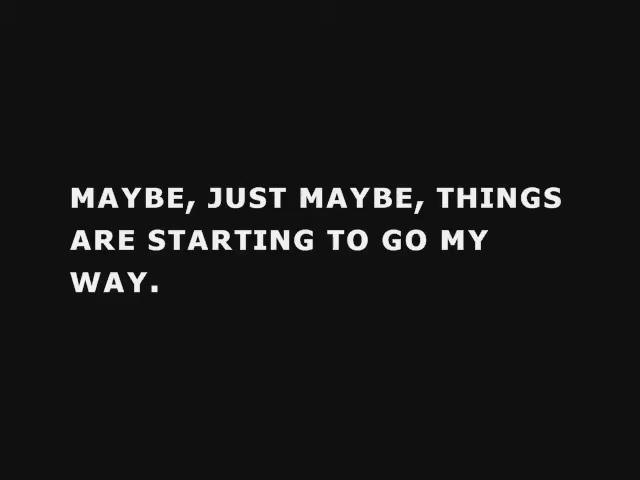 MAYBE, JUST MAYBE, THINGS
ARE STARTING TO GO MY
WAY.